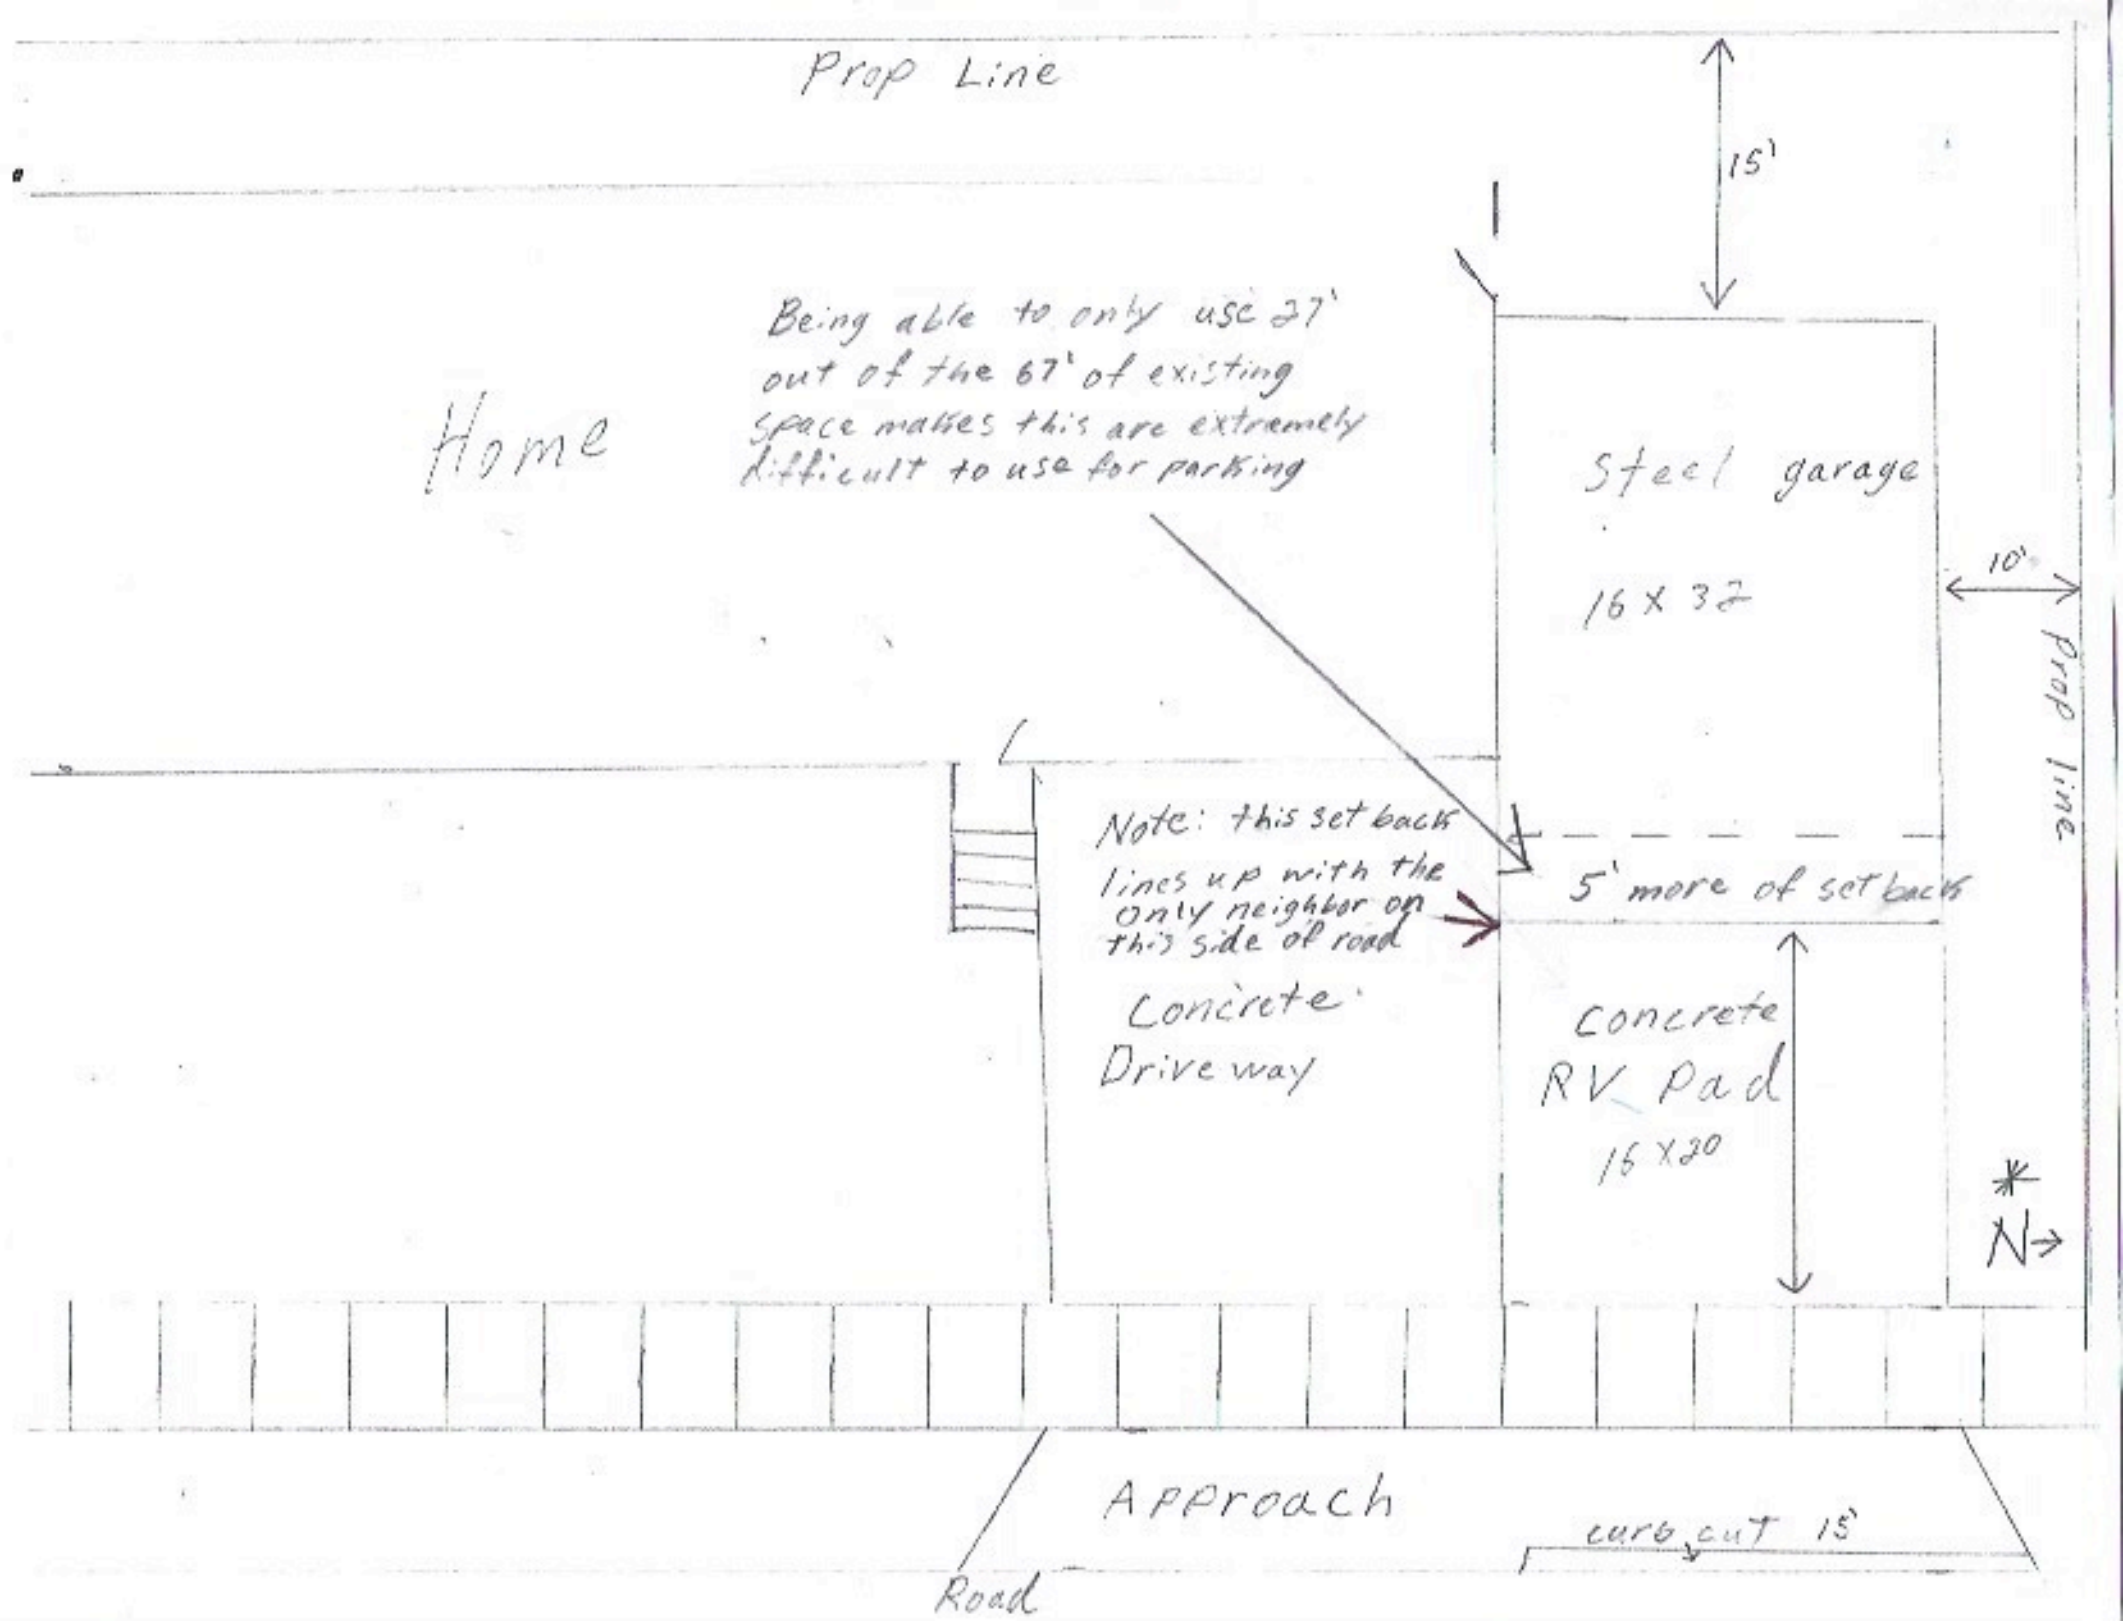 Prop Line
15'
Being able to only use 27'
out of the 67' of existing
space makes this are extremely
difficult to use for parking
Home
Steel garage
16 X 32
10'
Prop line
Note: this set back
lines up with the
only neighbor on
this side of road
5' more of set back
Concrete
Drive way
Concrete
RV Pad
16 X 20
N
Approach
curb cut 15'
Road